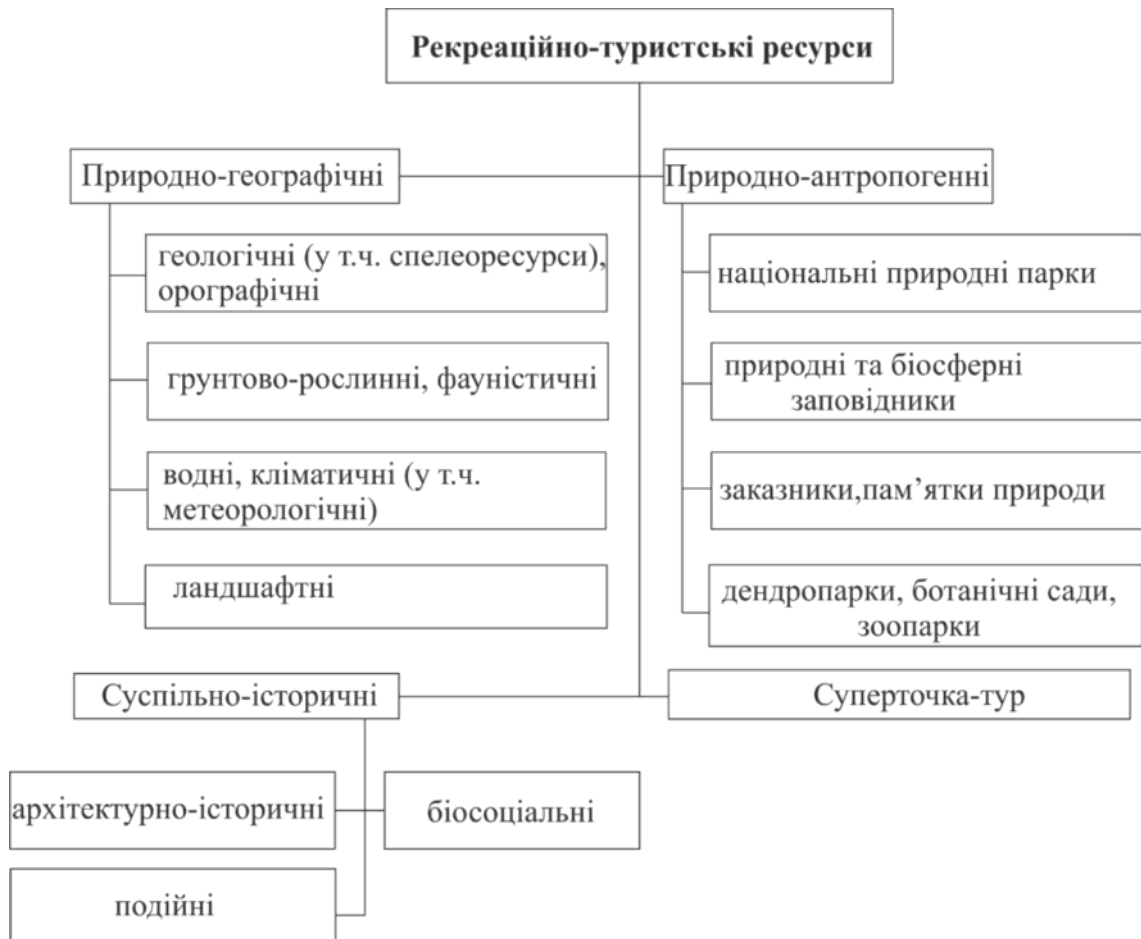 Рекреаційно-туристські ресурси
Природно-географічні
Природно-антропогенні
геологічні (у т.ч. спелеоресурси),
орографічні
національні природні парки
грунтово-рослинні, фауністичні
природні та біосферні
заповідники
водні, кліматичні (у т.ч.
метеорологічні)
заказники,пам’ятки природи
ландшафтні
дендропарки, ботанічні сади,
зоопарки
Суспільно-історичні
Суперточка-тур
архітектурно-історичні
біосоціальні
подійні